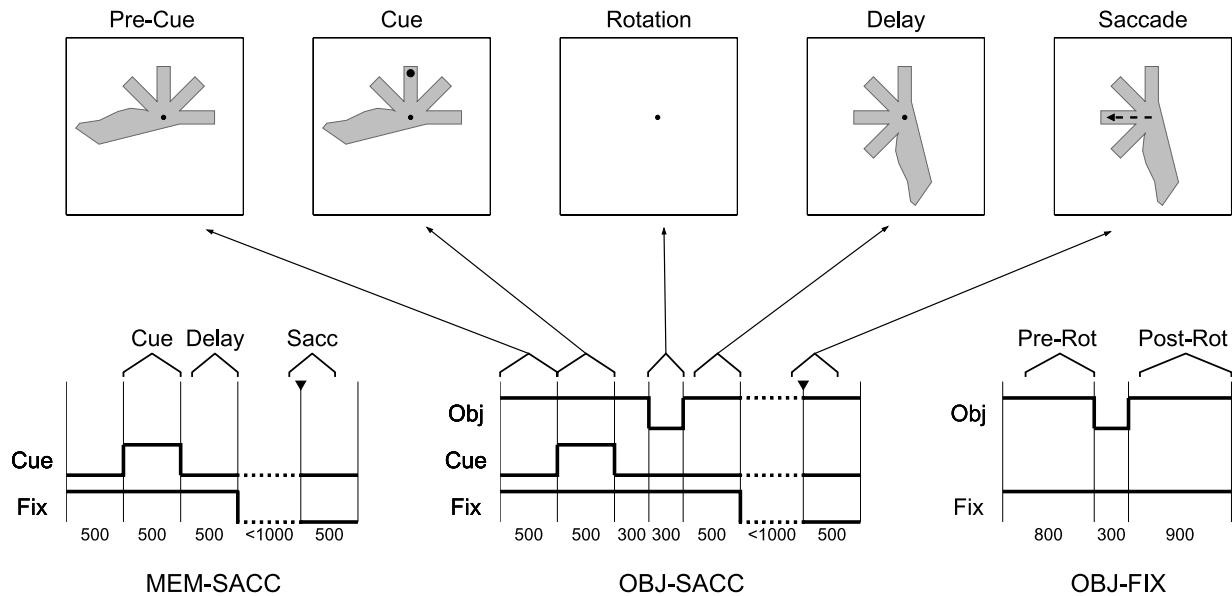 Pre-Cue Cue Rotation Delay Saccade
Cue Delay Sacc Pre-Rot Post-Rot
Obj Obj
Cue Cue
Fix Fix Fix
500 500 500 <1000 500 500 500 300 300 500 <1000 500 800 300 900
MEM-SACC OBJ-SACC OBJ-FIX